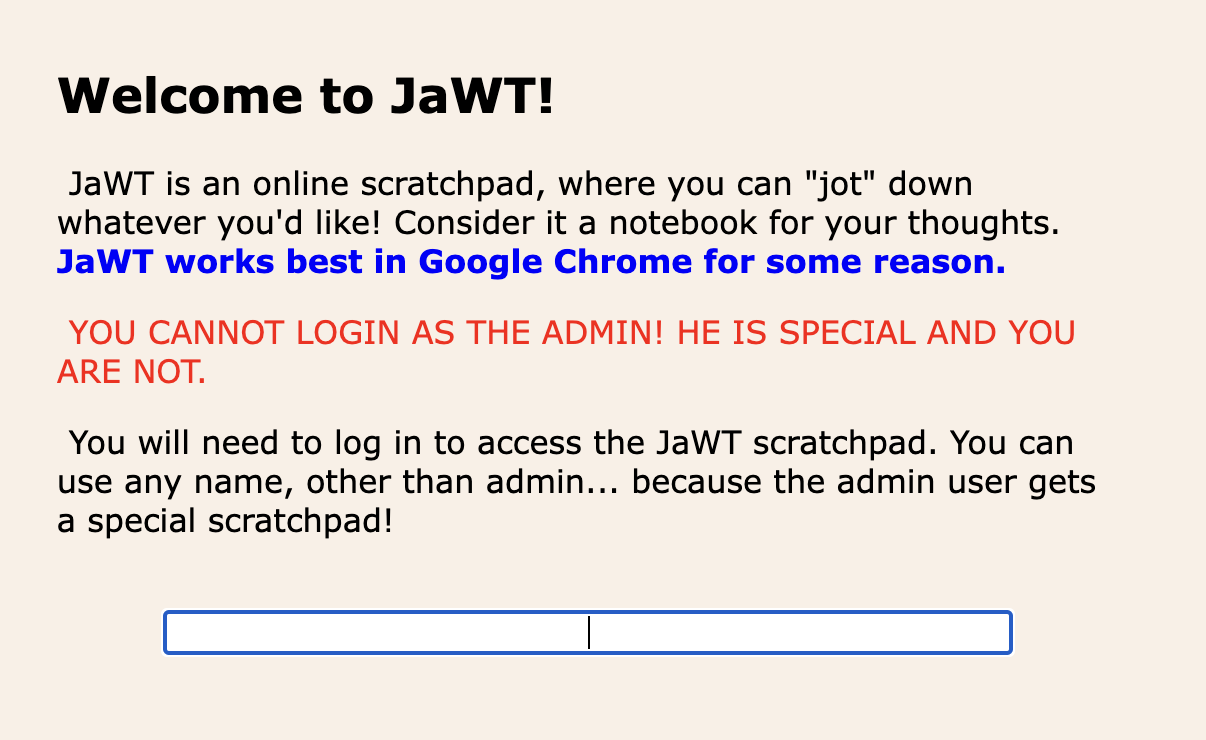 Welcome to JaWT!
JaWT is an online scratchpad, where you can "jot" down
whatever you'd like! Consider it a notebook for your thoughts.
JaWT works best in Google Chrome for some reason.
YOU CANNOT LOGIN AS THE ADMIN! HE IS SPECIAL AND YOU
ARE NOT.
You will need to log in to access the JaWT scratchpad. You can
use any name, other than admin... because the admin user gets
a special scratchpad!